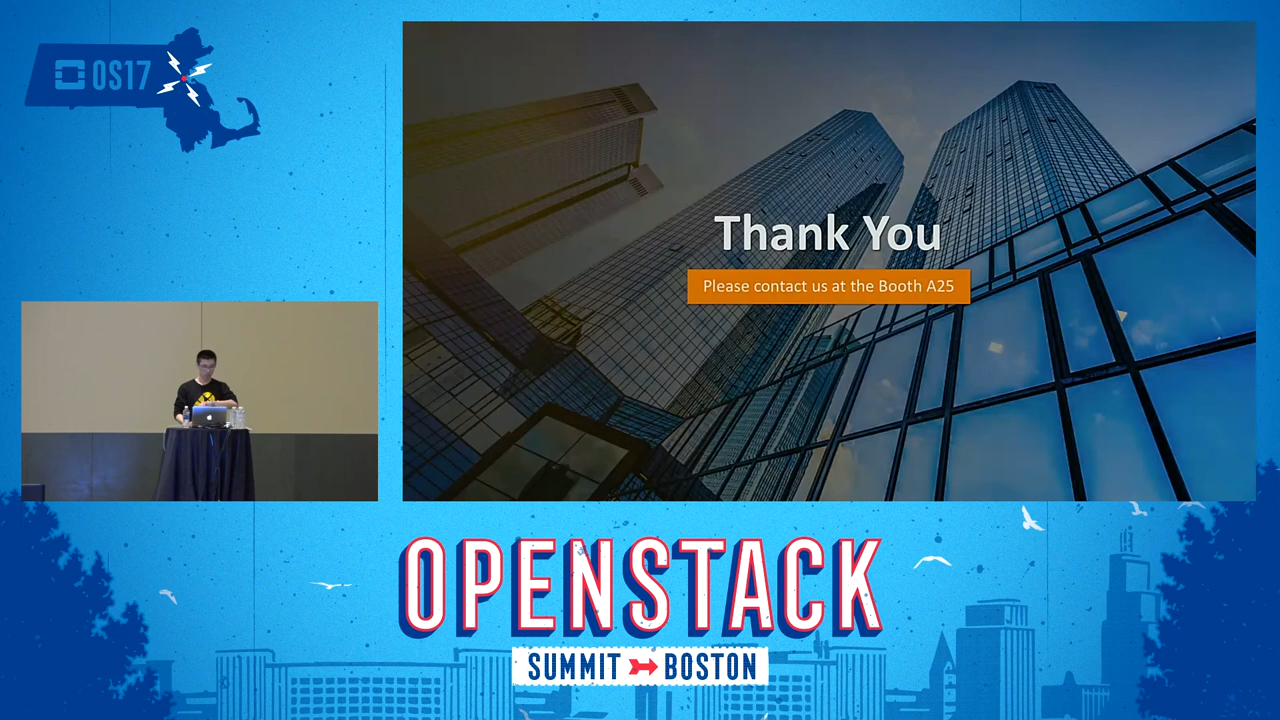 OS17
Thank You
Please contact us at the Booth A25
OPENSTACK
SUMMIT BOSTON